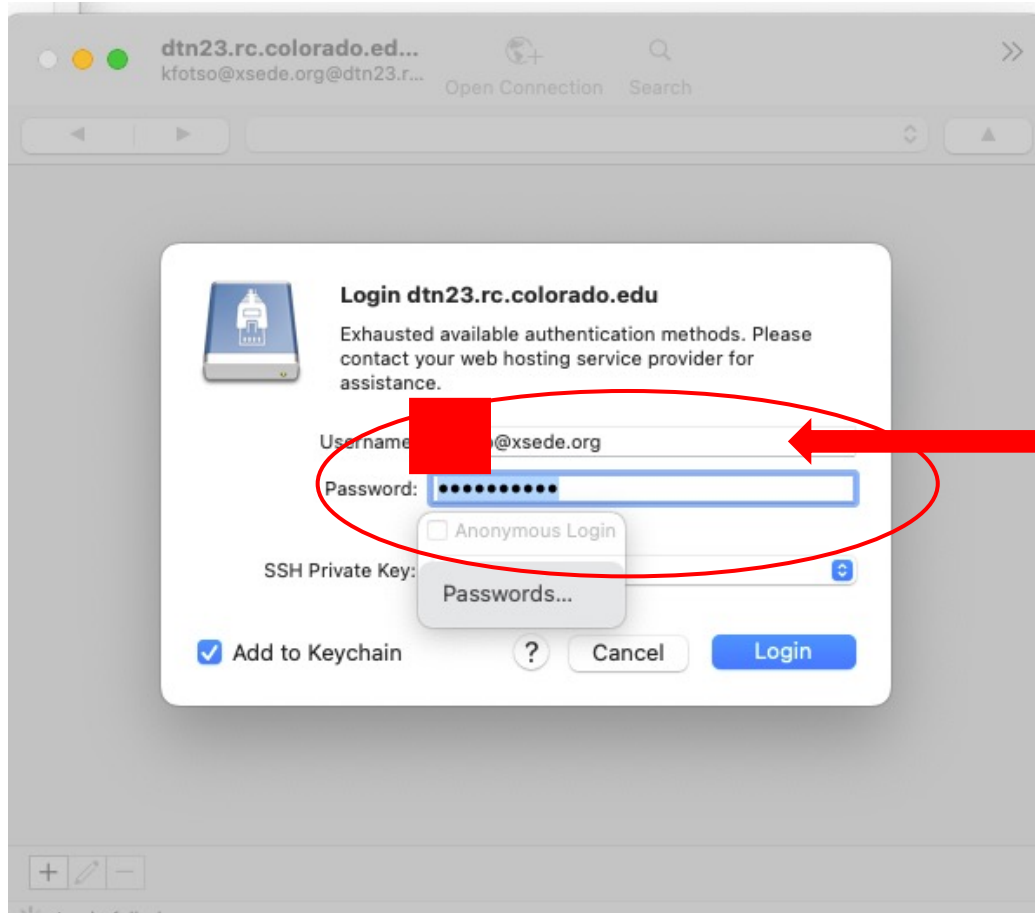 dtn23.rc.colorado.ed...
kfotso@xsede.org@dtn23.r...
Open Connection
Search
Login dtn23.rc.colorado.edu
Exhausted available authentication methods. Please
contact your web hosting service provider for
assistance.
Username @xsede.org
Password: ••••••••••
Anonymous Login
SSH Private Key:
Passwords...
Add to Keychain
?
Cancel
Login